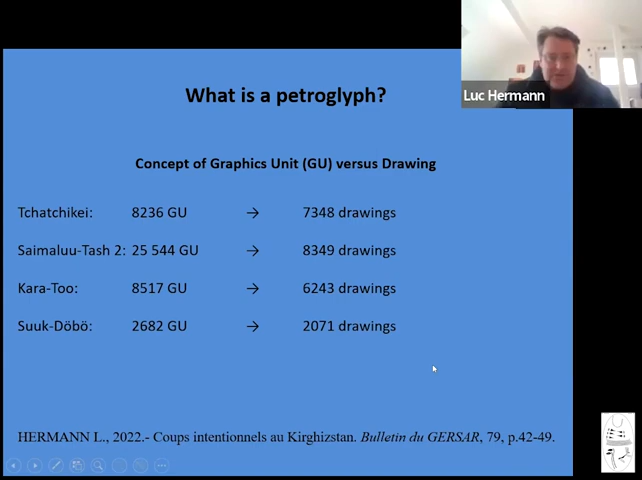 Luc Hermann
What is a petroglyph?
Concept of Graphics Unit (GU) versus Drawing
Tchatchikei: 8236 GU → 7348 drawings
Saimaluu-Tash 2: 25 544 GU → 8349 drawings
Kara-Too: 8517 GU → 6243 drawings
Suuk-Döbö: 2682 GU → 2071 drawings
HERMANN L., 2022.- Coups intentionnels au Kirghizstan. Bulletin du GERSAR, 79, p.42-49.